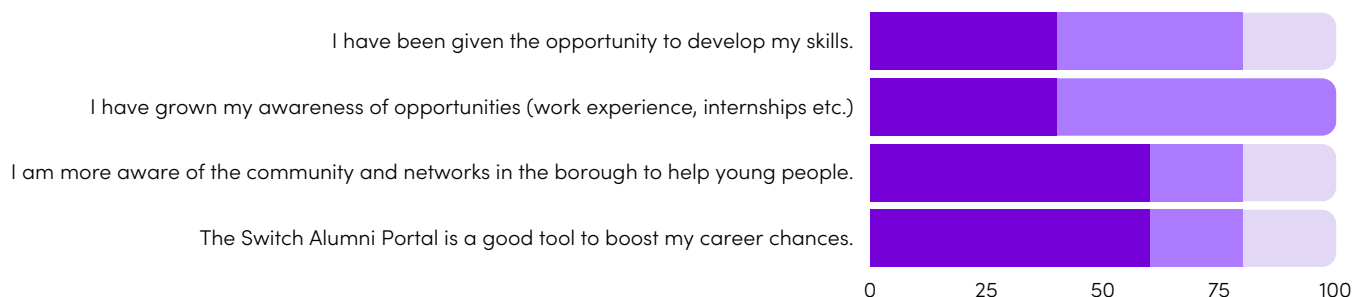 I have been given the opportunity to develop my skills.
I have grown my awareness of opportunities (work experience, internships etc.)
I am more aware of the community and networks in the borough to help young people.
The Switch Alumni Portal is a good tool to boost my career chances.
0 25 50 75 100